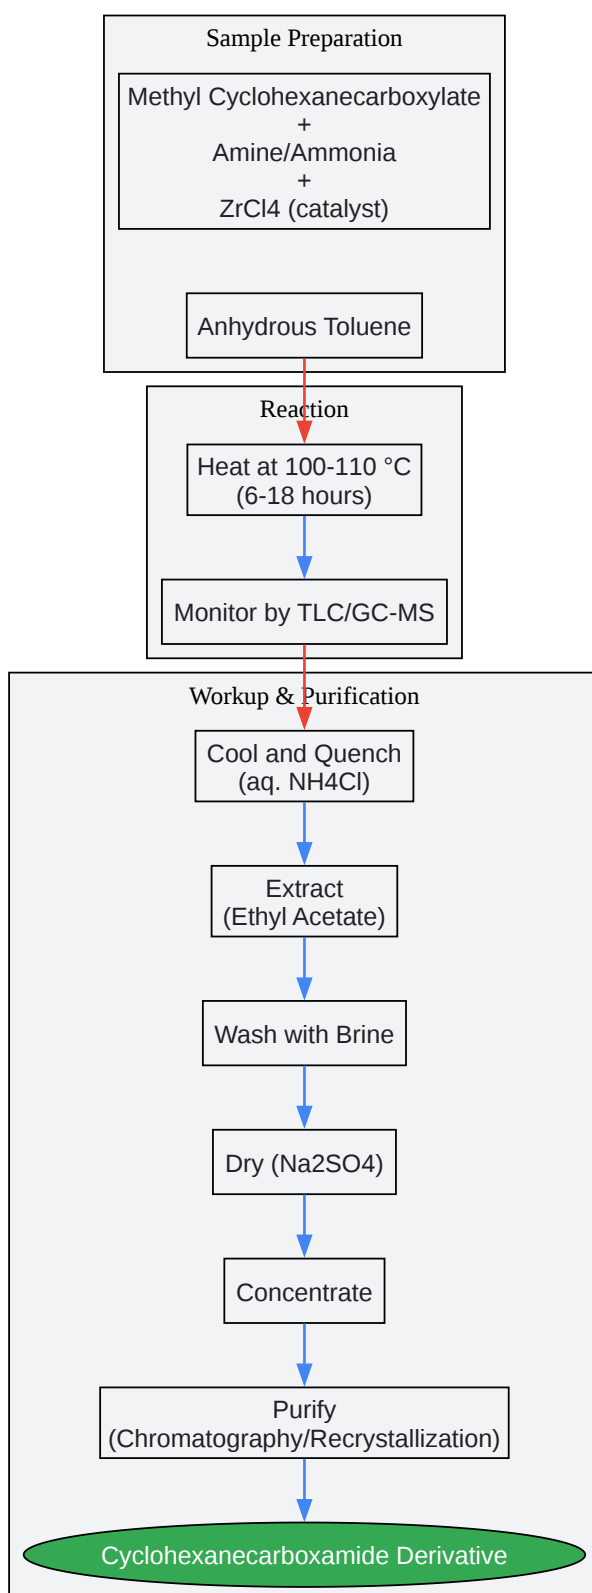 Sample Preparation
Methyl Cyclohexanecarboxylate
+
Amine/Ammonia
+
ZrCl4 (catalyst)
Anhydrous Toluene
Reaction
Heat at 100-110 °C
(6-18 hours)
Monitor by TLC/GC-MS
Workup & Purification
Cool and Quench
(aq. NH4Cl)
Extract
(Ethyl Acetate)
Wash with Brine
Dry (Na2SO4)
Concentrate
Purify
(Chromatography/Recrystallization)
Cyclohexanecarboxamide Derivative